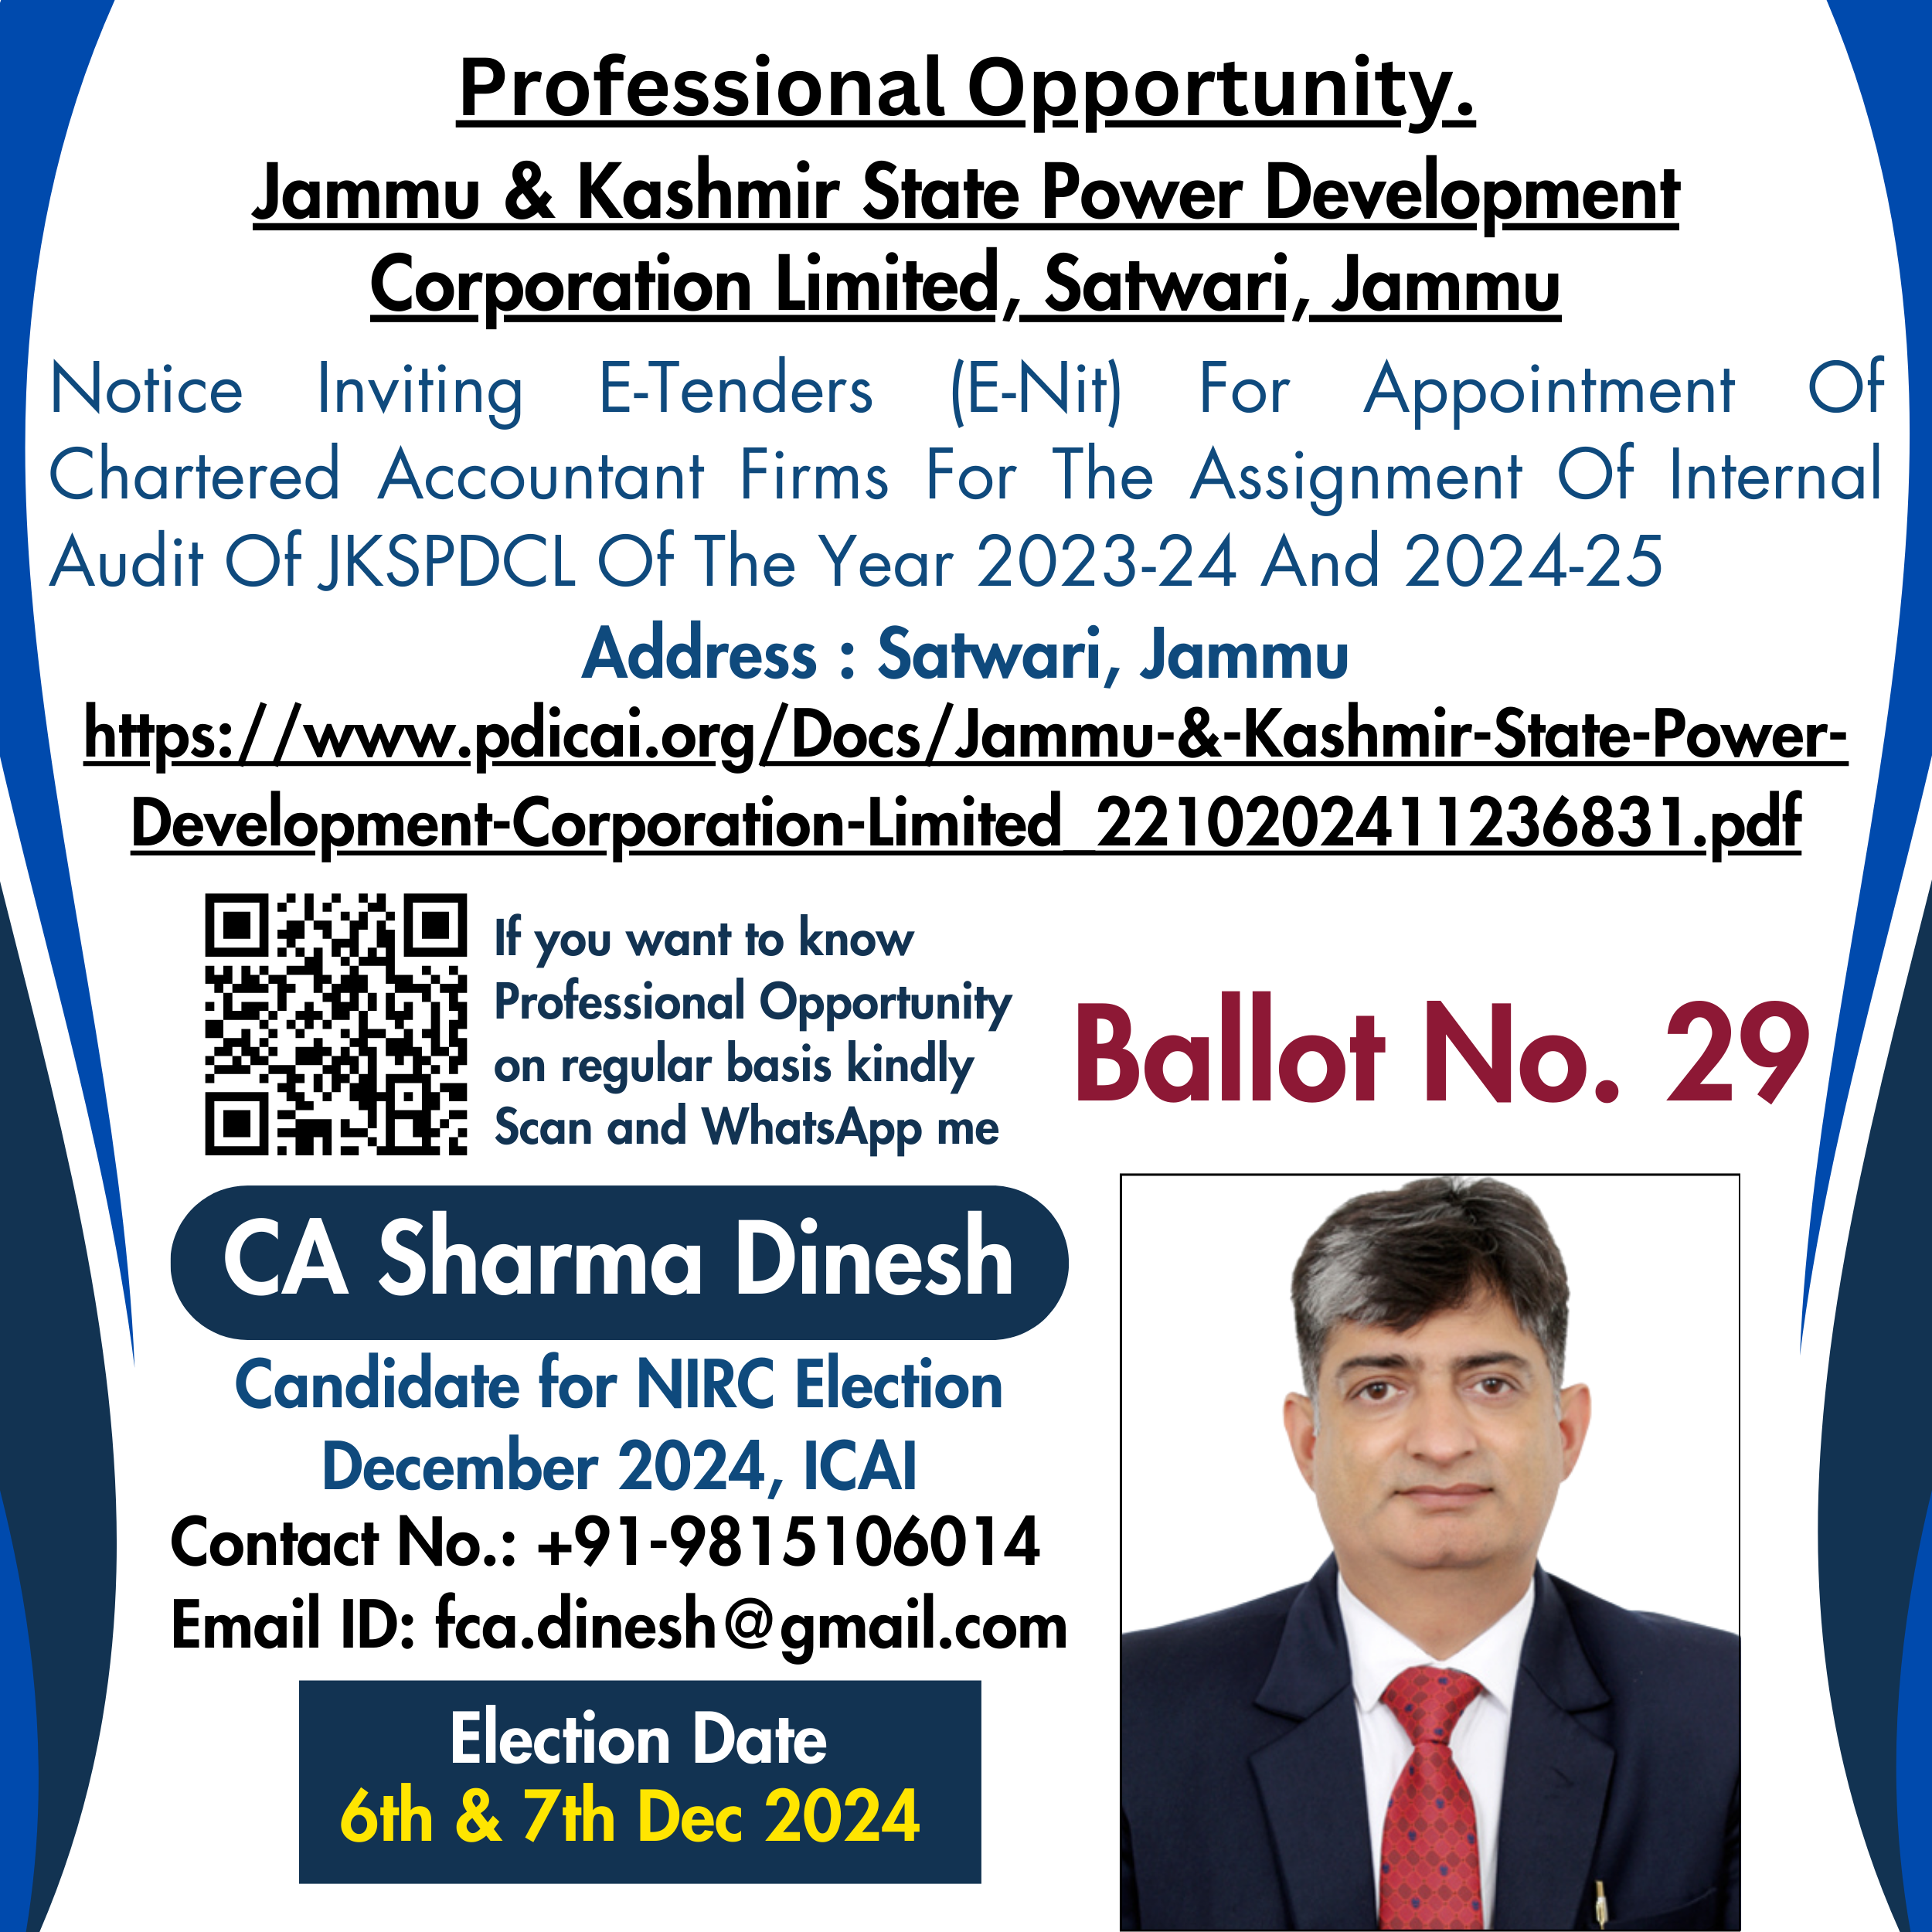 Professional Opportunity.
Jammu & Kashmir State Power Development
Corporation Limited, Satwari, Jammu
Notice Inviting E-Tenders (E-Nit) For Appointment Of
Chartered Accountant Firms For The Assignment Of Internal
Audit Of JKSPDCL Of The Year 2023-24 And 2024-25
Address : Satwari, Jammu
https://www.pdicai.org/Docs/Jammu-&-Kashmir-State-Power-
Development-Corporation-Limited_2210202411236831.pdf
If you want to know
Professional Opportunity
on regular basis kindly
Scan and WhatsApp me
Ballot No. 29
CA Sharma Dinesh
Candidate for NIRC Election
December 2024, ICAI
Contact No.: +91-9815106014
Email ID: fca.dinesh@gmail.com
Election Date
6th & 7th Dec 2024